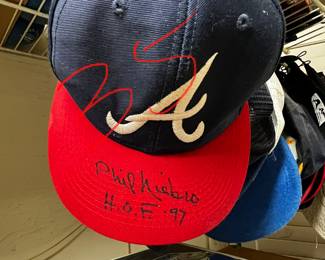 A
Phil Niekro
H.O.F. '97